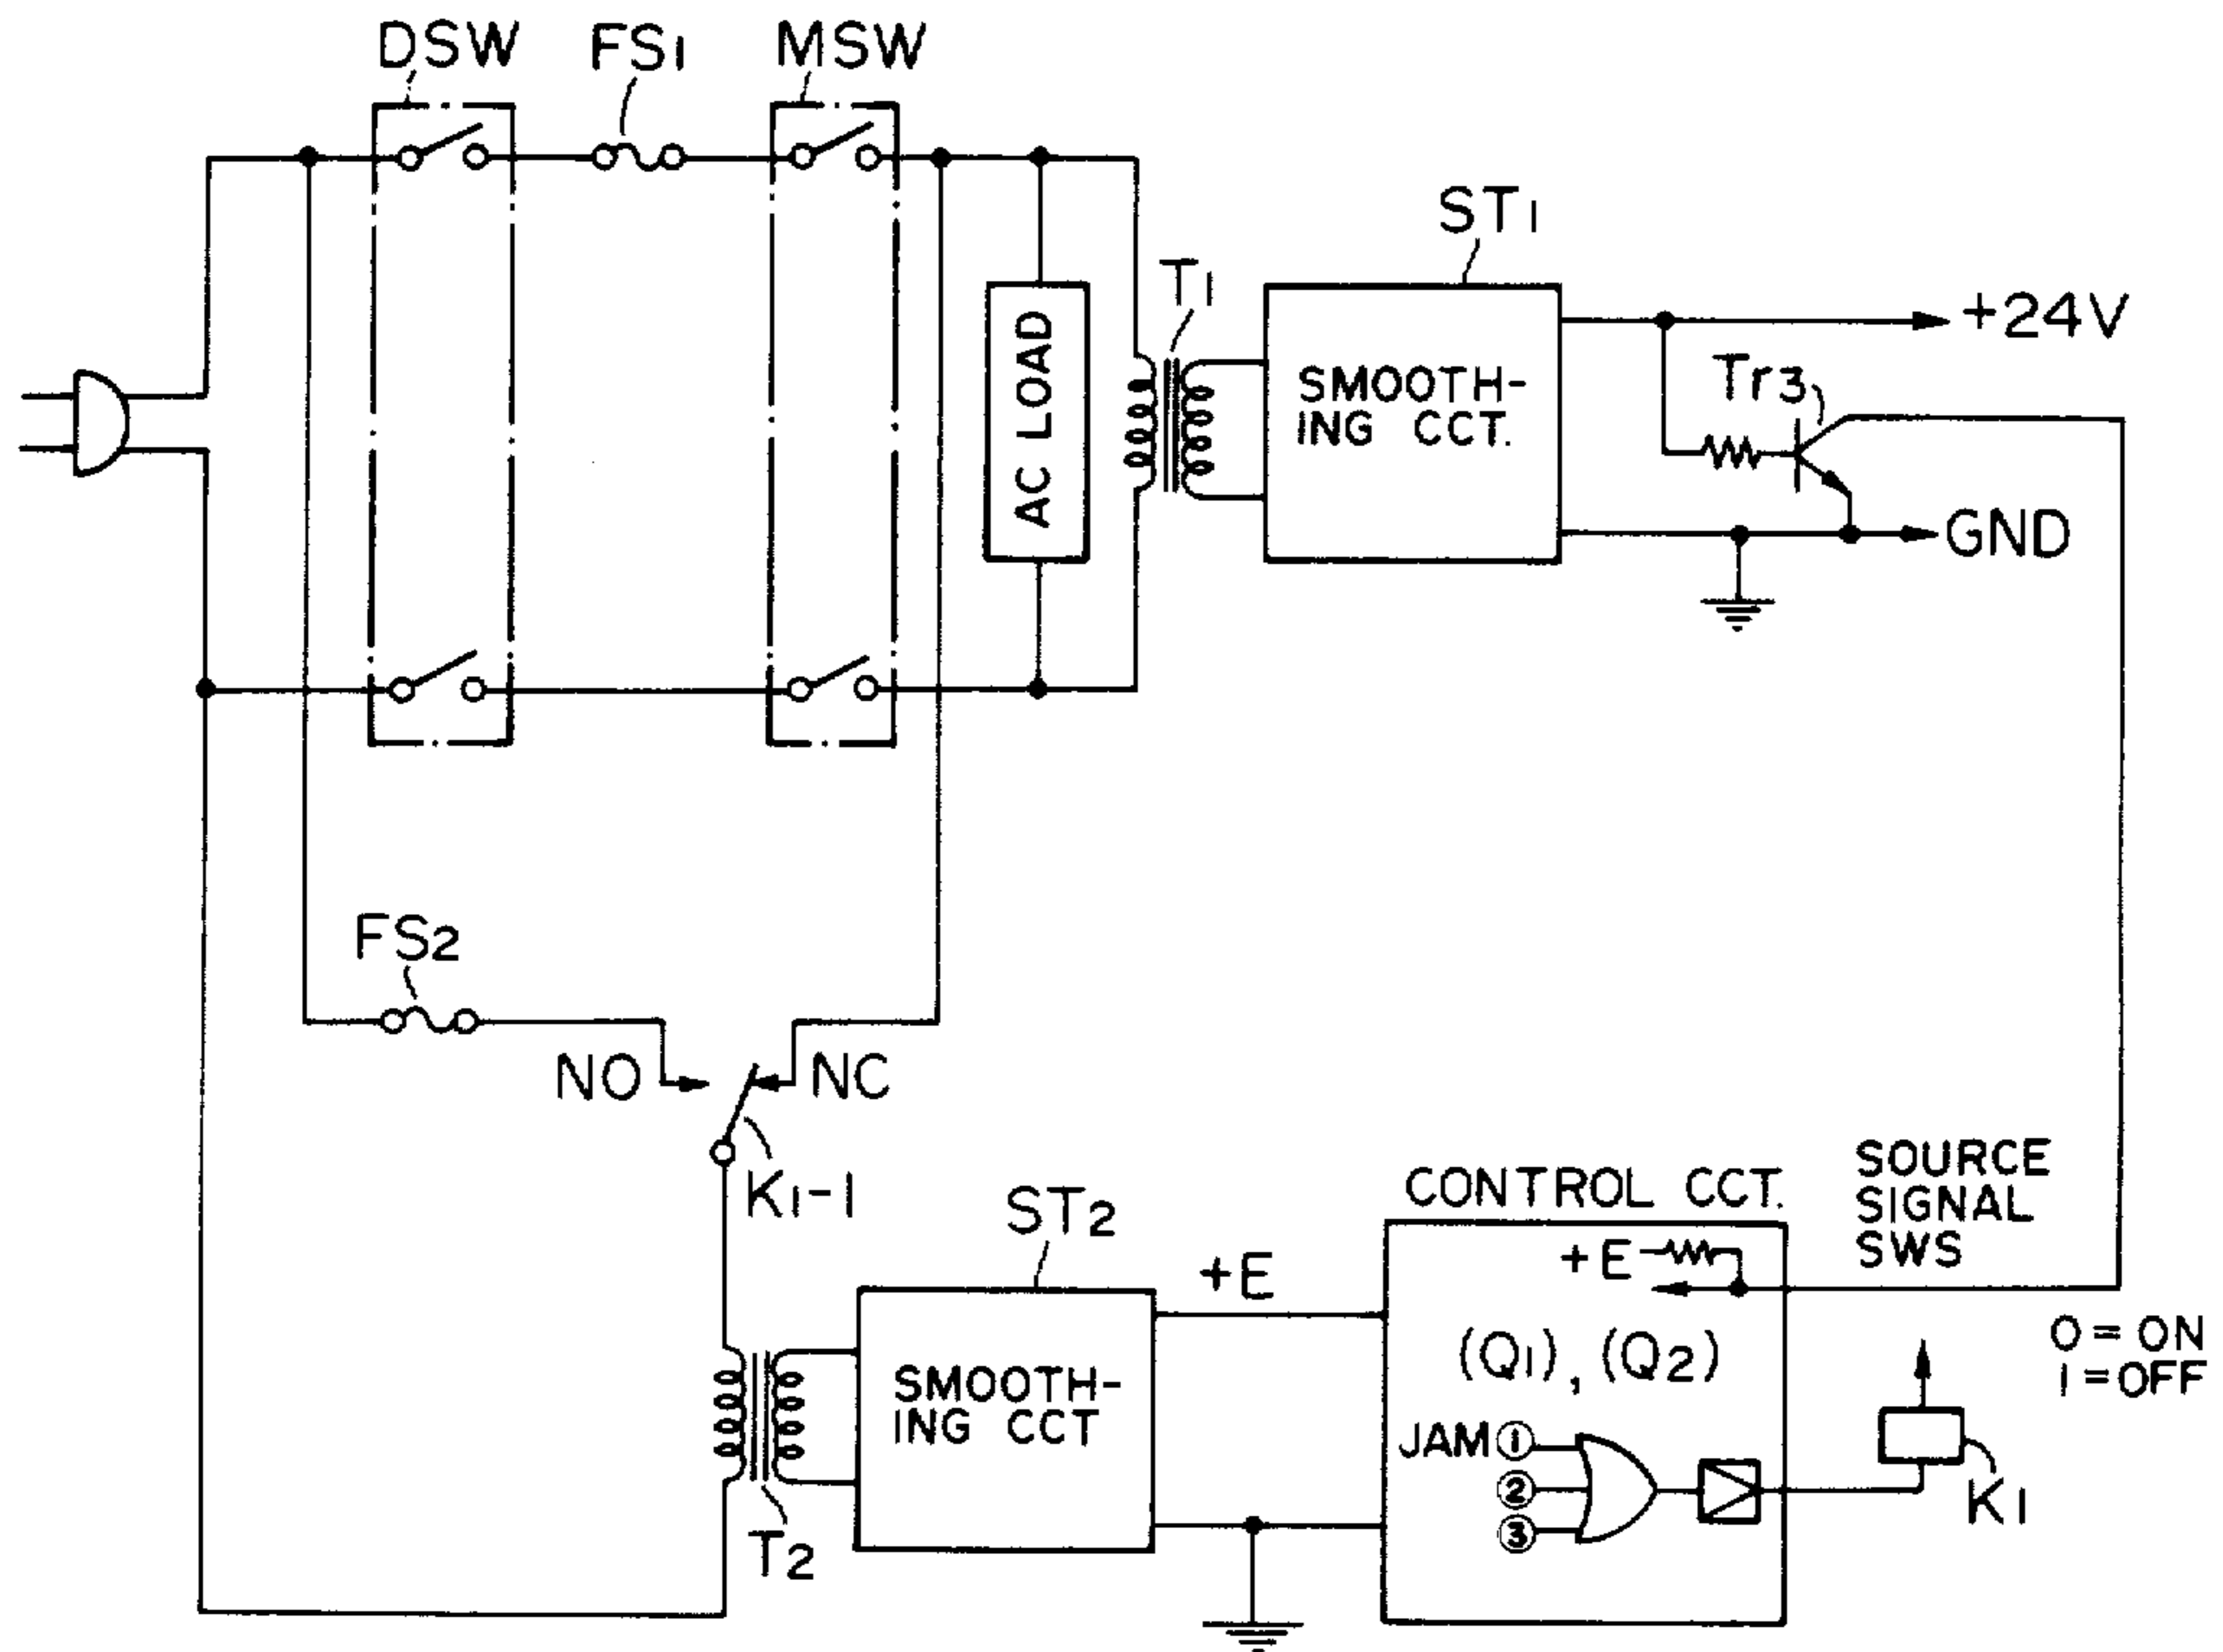 DSW
FS1
MSW
ST1
T1
AC LOAD
SMOOTH-
ING CCT.
+24V
Tr3
GND
FS2
NO
NC
K1-1
ST2
+E
CONTROL CCT.
SOURCE
SIGNAL
SWS
+E
0=ON
1=OFF
(Q1), (Q2)
SMOOTH-
ING CCT
JAM ①
②
③
K1
T2